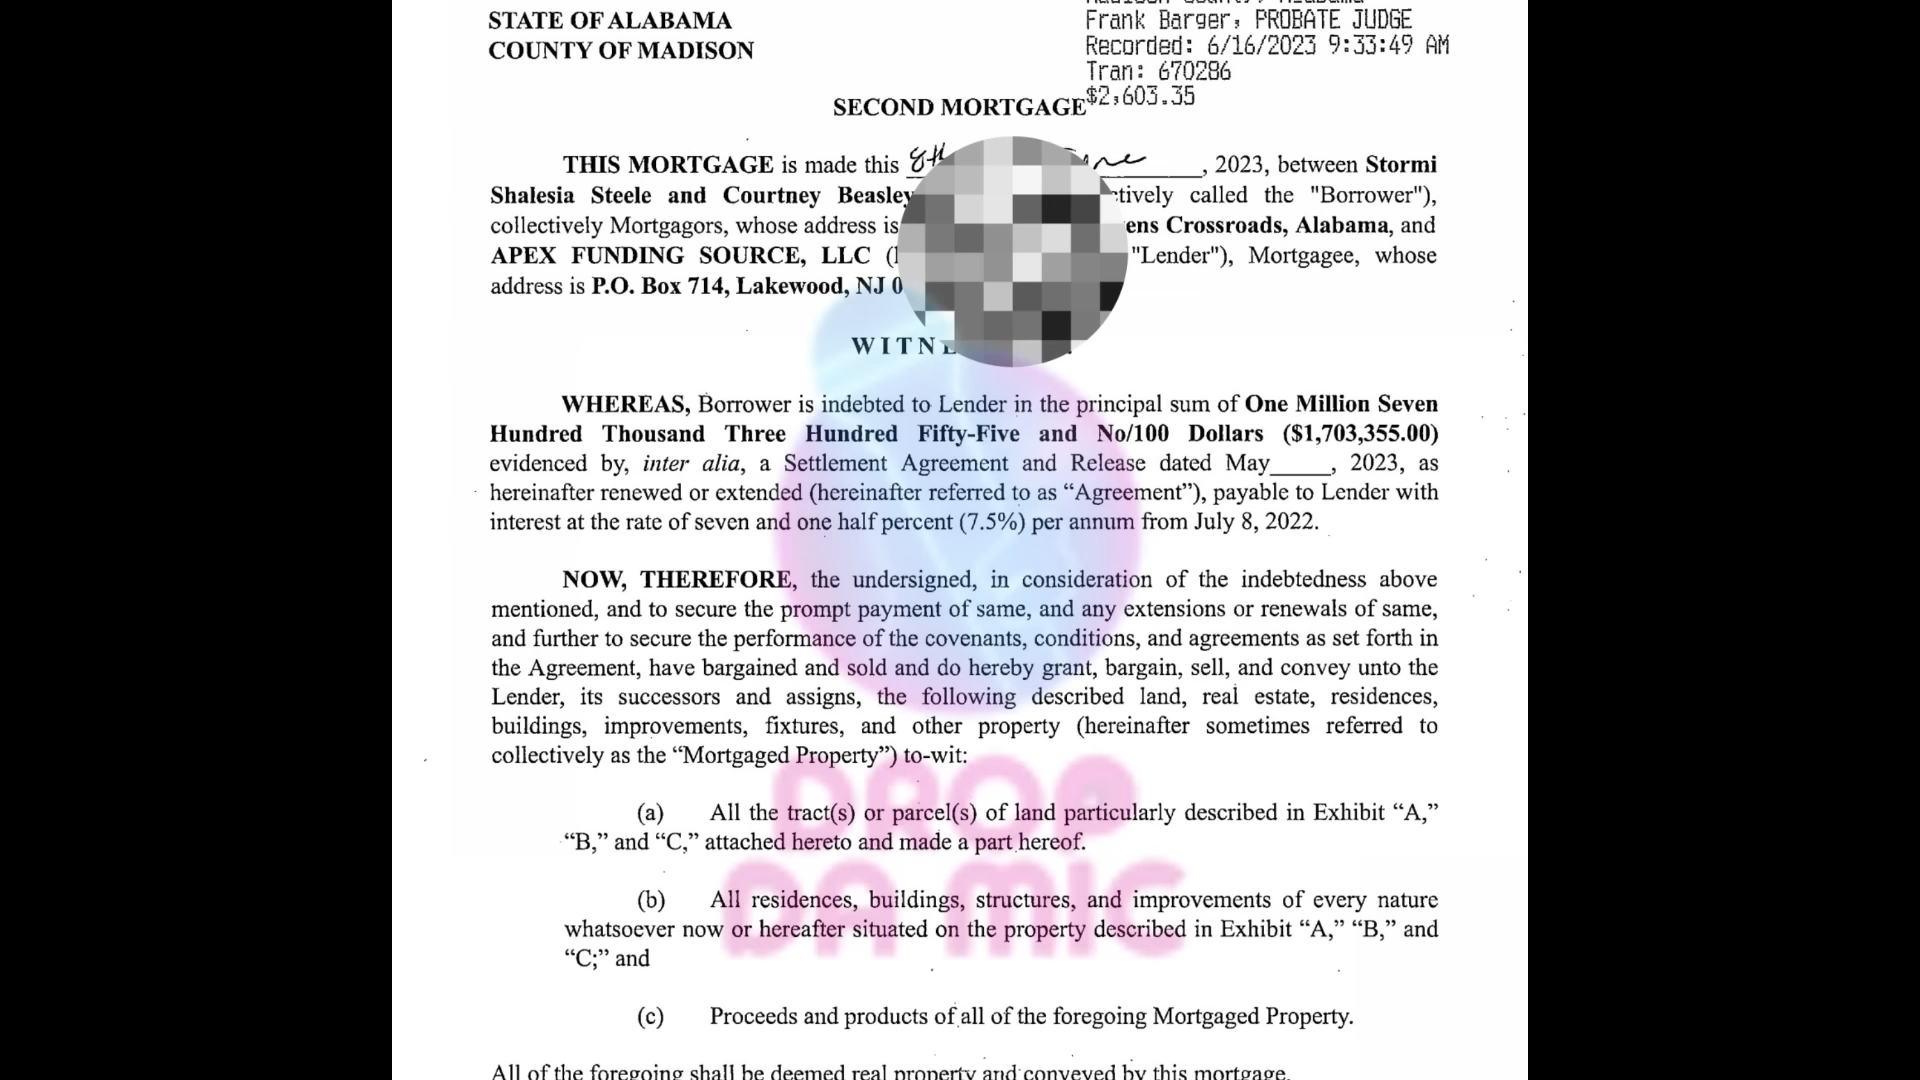 STATE OF ALABAMA
COUNTY OF MADISON
Frank Barger, PROBATE JUDGE
Recorded: 6/16/2023 9:33:49 AM
Tran: 670286
$2,603.35
SECOND MORTGAGE
THIS MORTGAGE is made this 8th , 2023, between Stormi
Shalesia Steele and Courtney Beasley ctively called the "Borrower"),
collectively Mortgagors, whose address is ens Crossroads, Alabama, and
APEX FUNDING SOURCE, LLC ( "Lender"), Mortgagee, whose
address is P.O. Box 714, Lakewood, NJ 0
WITNE
WHEREAS, Borrower is indebted to Lender in the principal sum of One Million Seven
Hundred Thousand Three Hundred Fifty-Five and No/100 Dollars ($1,703,355.00)
evidenced by, inter alia, a Settlement Agreement and Release dated May_____, 2023, as
hereinafter renewed or extended (hereinafter referred to as “Agreement”), payable to Lender with
interest at the rate of seven and one half percent (7.5%) per annum from July 8, 2022.
NOW, THEREFORE, the undersigned, in consideration of the indebtedness above
mentioned, and to secure the prompt payment of same, and any extensions or renewals of same,
and further to secure the performance of the covenants, conditions, and agreements as set forth in
the Agreement, have bargained and sold and do hereby grant, bargain, sell, and convey unto the
Lender, its successors and assigns, the following described land, real estate, residences,
buildings, improvements, fixtures, and other property (hereinafter sometimes referred to
collectively as the “Mortgaged Property”) to-wit:
(a) All the tract(s) or parcel(s) of land particularly described in Exhibit “A,”
“B,” and “C,” attached hereto and made a part hereof.
(b) All residences, buildings, structures, and improvements of every nature
whatsoever now or hereafter situated on the property described in Exhibit “A,” “B,” and
“C;” and
(c) Proceeds and products of all of the foregoing Mortgaged Property.
All of the foregoing shall be deemed real property and conveyed by this mortgage.
DROP
DA MIC